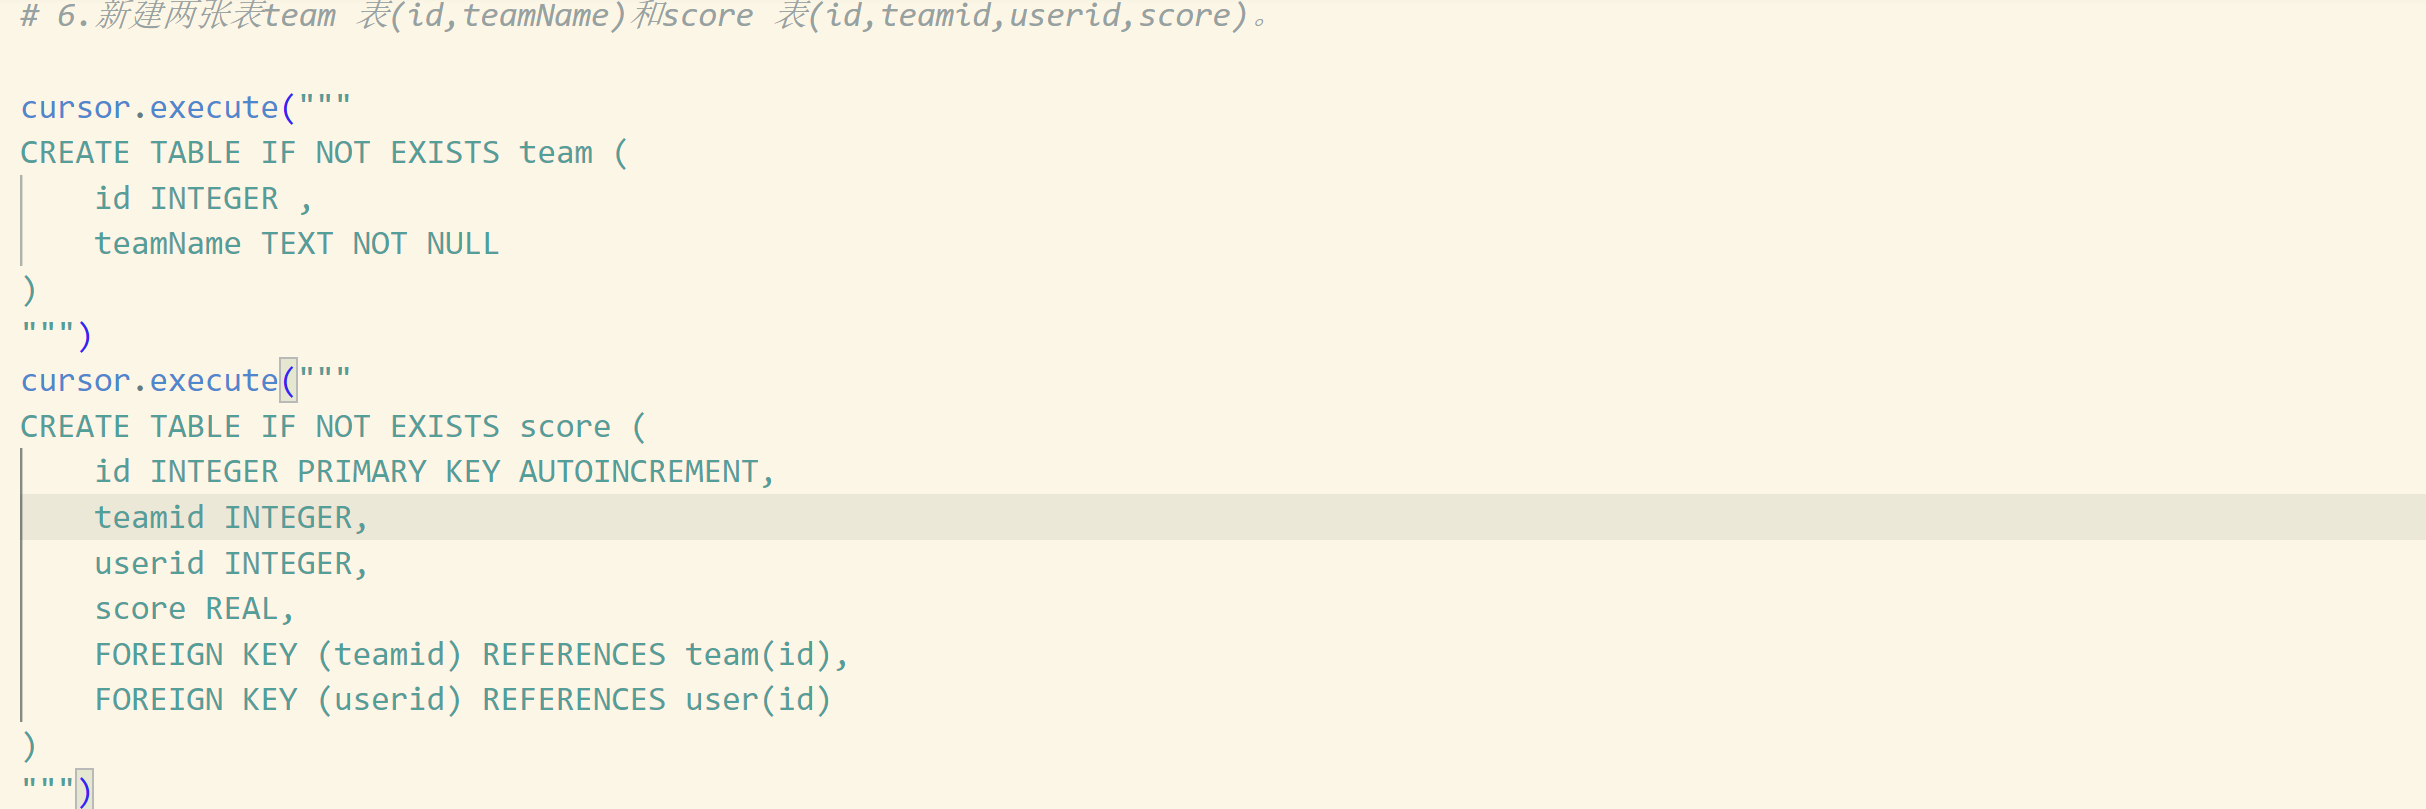 # 6.新建两张表team 表(id,teamName)和score 表(id,teamid,userid,score)。
cursor.execute("""
CREATE TABLE IF NOT EXISTS team (
id INTEGER ,
teamName TEXT NOT NULL
)
""")
cursor.execute("""
CREATE TABLE IF NOT EXISTS score (
id INTEGER PRIMARY KEY AUTOINCREMENT,
teamid INTEGER,
userid INTEGER,
score REAL,
FOREIGN KEY (teamid) REFERENCES team(id),
FOREIGN KEY (userid) REFERENCES user(id)
)
""")